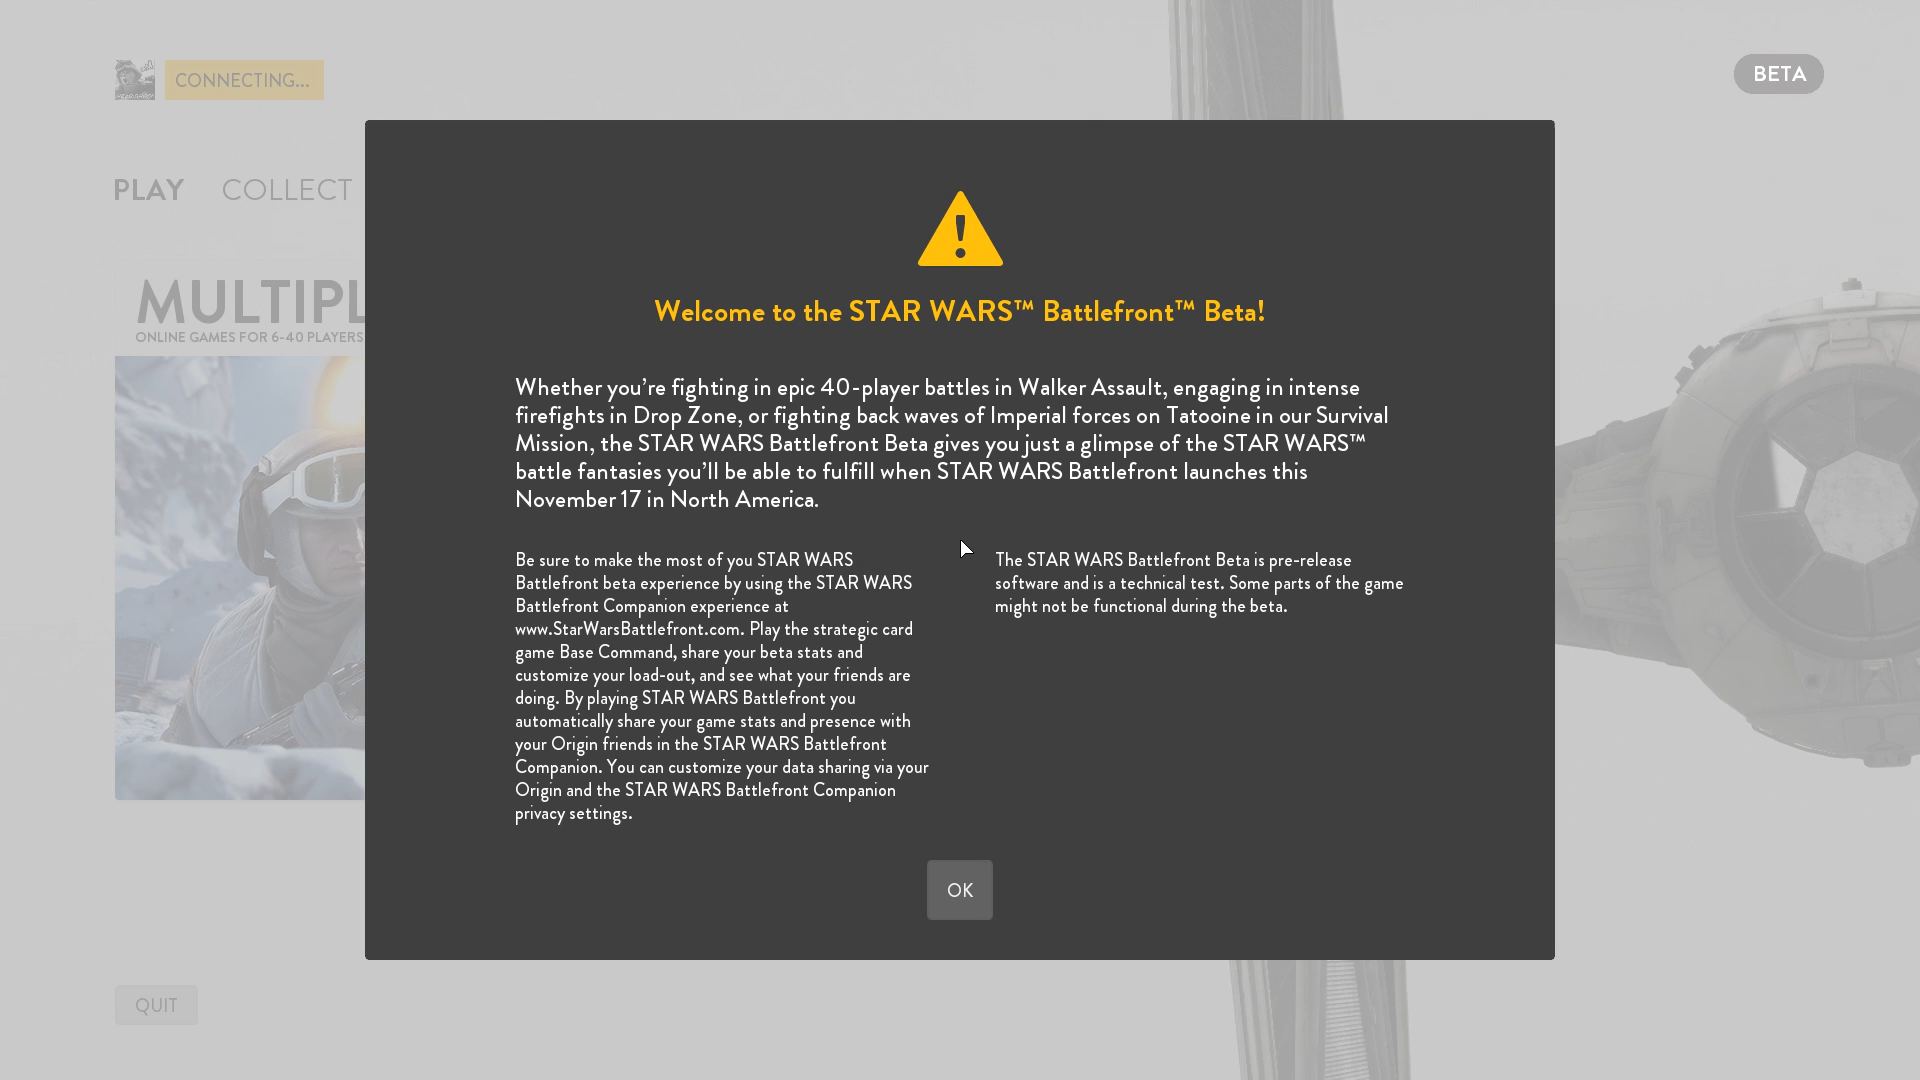 CONNECTING...
BETA
PLAY COLLECT
MULTIPL
ONLINE GAMES FOR 6-40 PLAYERS
Welcome to the STAR WARS™ Battlefront™ Beta!
Whether you’re fighting in epic 40-player battles in Walker Assault, engaging in intense
firefights in Drop Zone, or fighting back waves of Imperial forces on Tatooine in our Survival
Mission, the STAR WARS Battlefront Beta gives you just a glimpse of the STAR WARS™
battle fantasies you’ll be able to fulfill when STAR WARS Battlefront launches this
November 17 in North America.
Be sure to make the most of you STAR WARS
Battlefront beta experience by using the STAR WARS
Battlefront Companion experience at
www.StarWarsBattlefront.com. Play the strategic card
game Base Command, share your beta stats and
customize your load-out, and see what your friends are
doing. By playing STAR WARS Battlefront you
automatically share your game stats and presence with
your Origin friends in the STAR WARS Battlefront
Companion. You can customize your data sharing via your
Origin and the STAR WARS Battlefront Companion
privacy settings.
The STAR WARS Battlefront Beta is pre-release
software and is a technical test. Some parts of the game
might not be functional during the beta.
OK
QUIT